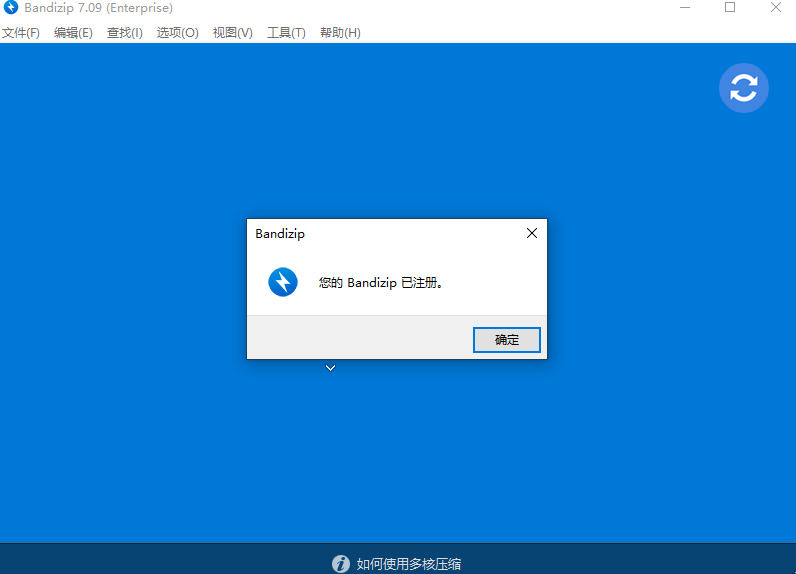 Bandizip 7.09 (Enterprise)
文件(F) 编辑(E) 查找(I) 选项(O) 视图(V) 工具(T) 帮助(H)
Bandizip
您的 Bandizip 已注册。
确定
如何使用多核压缩